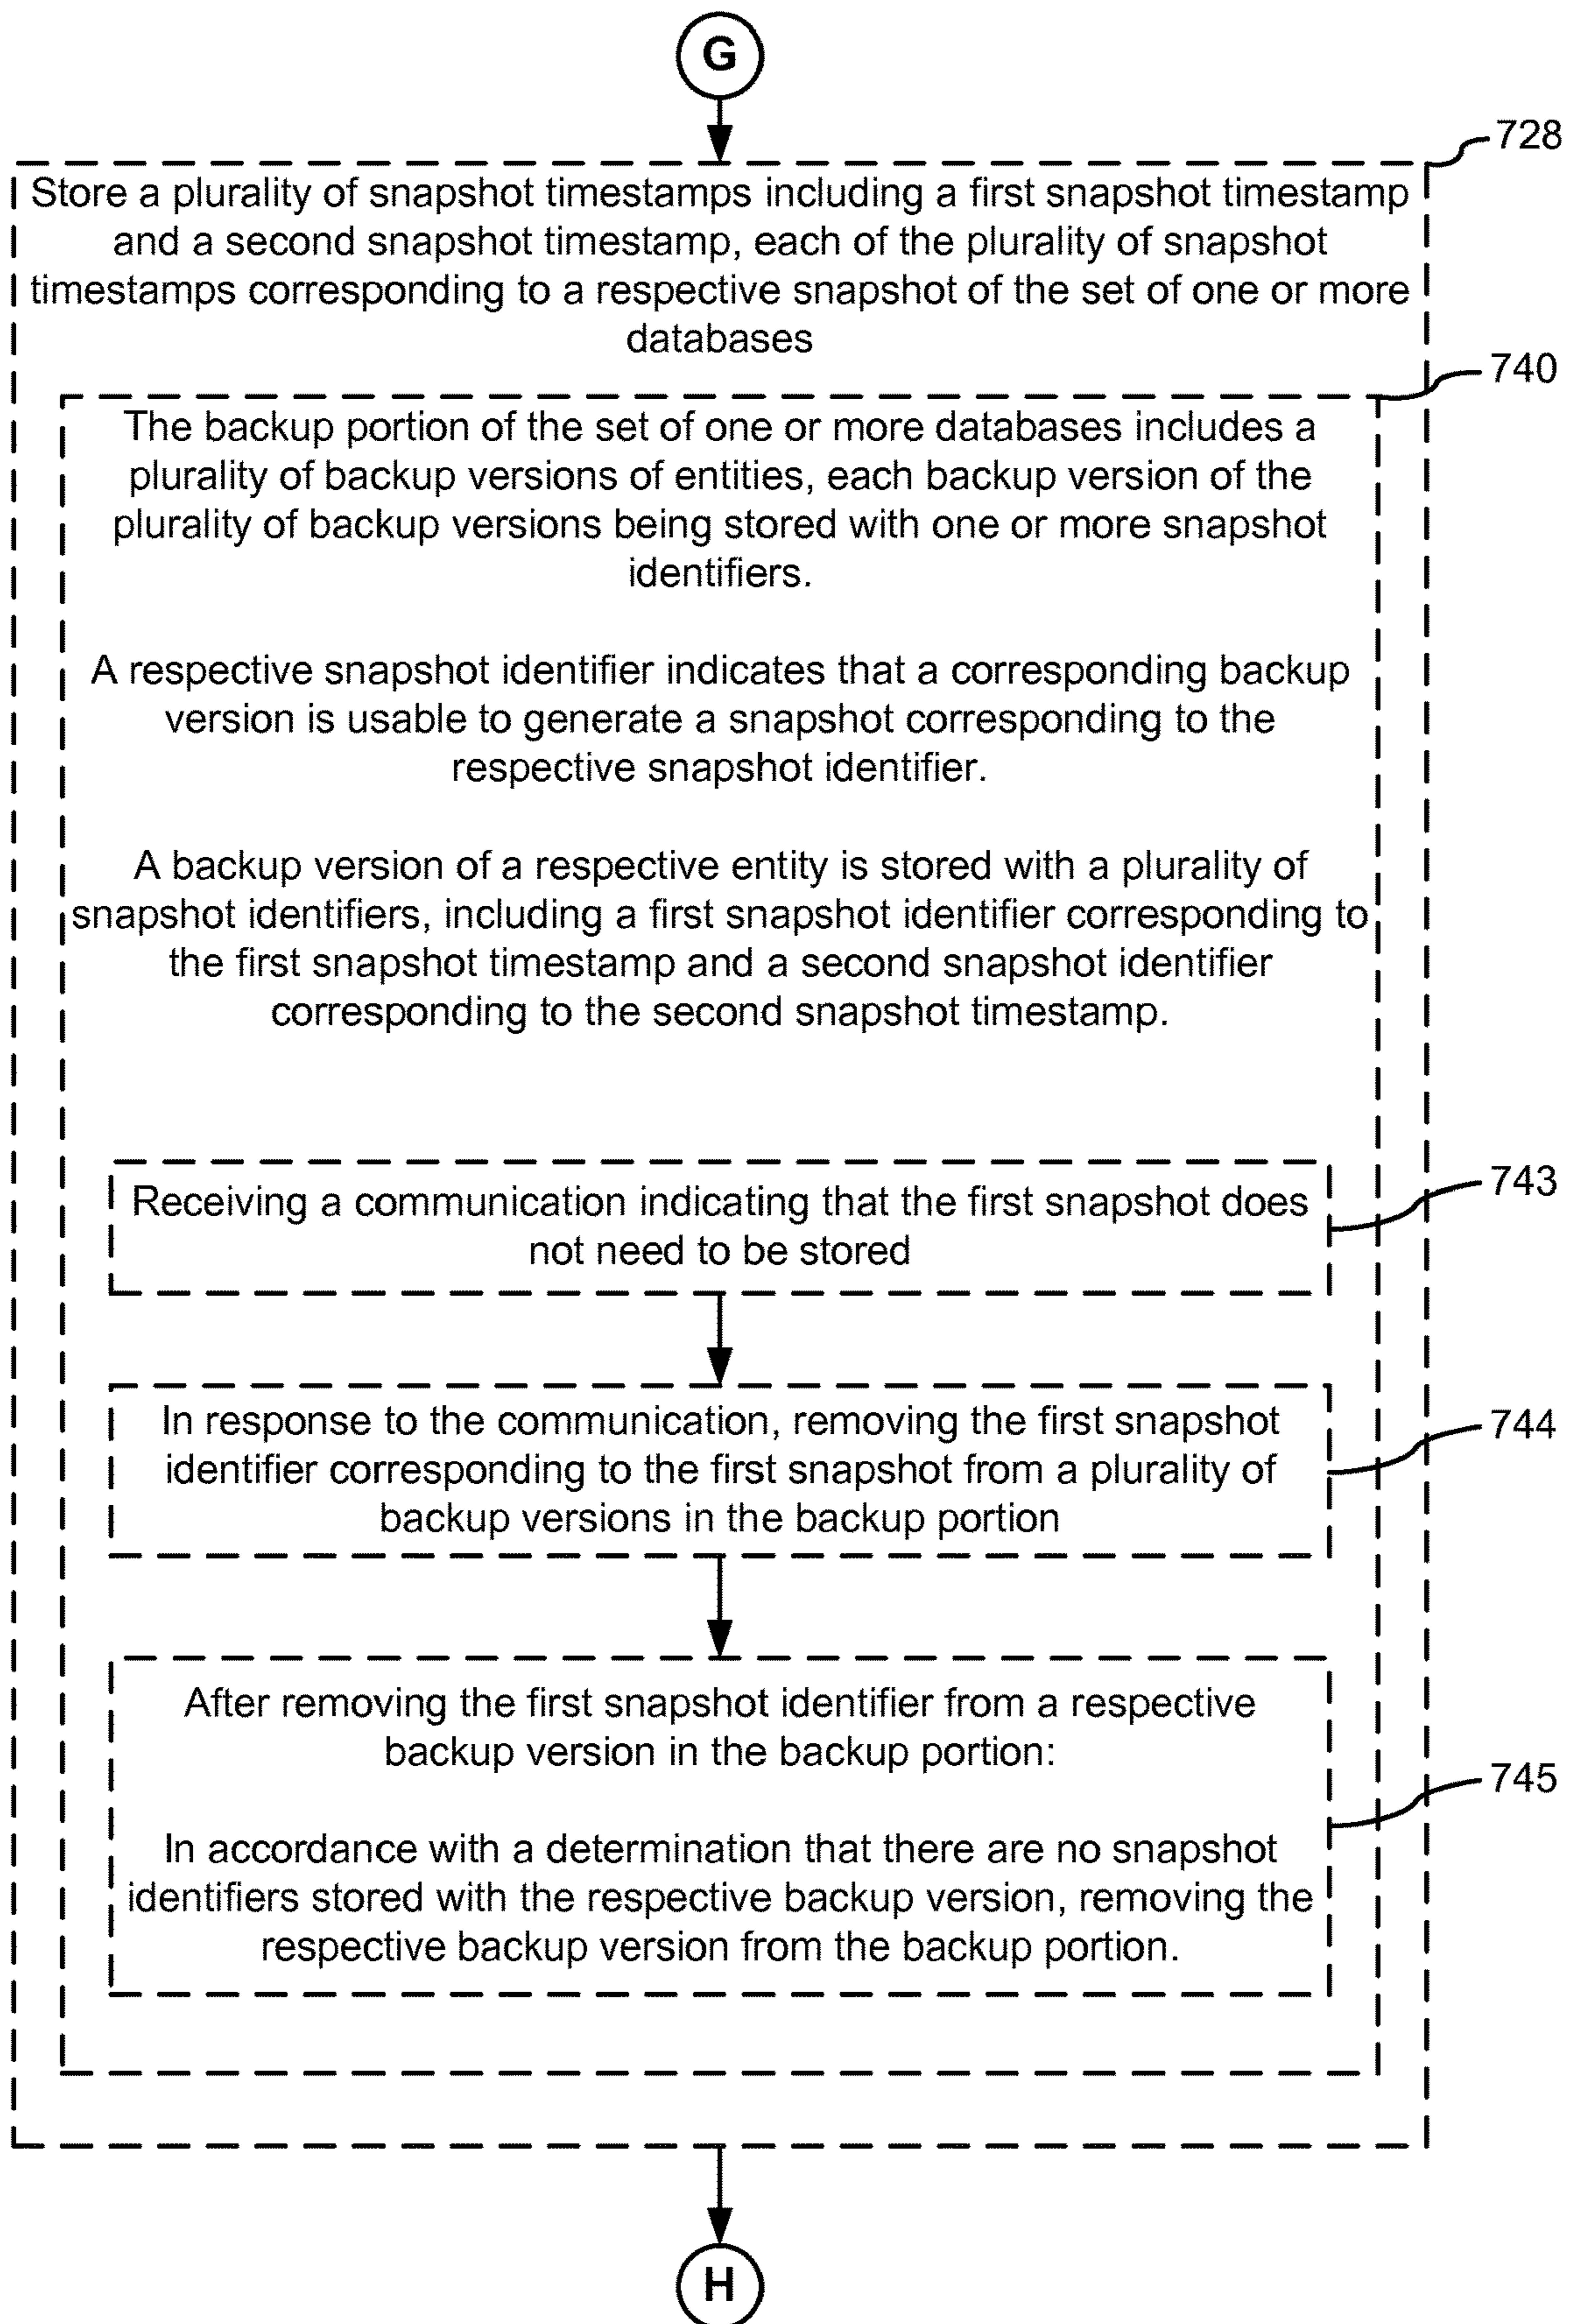 G
728
Store a plurality of snapshot timestamps including a first snapshot timestamp
and a second snapshot timestamp, each of the plurality of snapshot
timestamps corresponding to a respective snapshot of the set of one or more
databases
740
The backup portion of the set of one or more databases includes a
plurality of backup versions of entities, each backup version of the
plurality of backup versions being stored with one or more snapshot
identifiers.
A respective snapshot identifier indicates that a corresponding backup
version is usable to generate a snapshot corresponding to the
respective snapshot identifier.
A backup version of a respective entity is stored with a plurality of
snapshot identifiers, including a first snapshot identifier corresponding to
the first snapshot timestamp and a second snapshot identifier
corresponding to the second snapshot timestamp.
743
Receiving a communication indicating that the first snapshot does
not need to be stored
744
In response to the communication, removing the first snapshot
identifier corresponding to the first snapshot from a plurality of
backup versions in the backup portion
745
After removing the first snapshot identifier from a respective
backup version in the backup portion:
In accordance with a determination that there are no snapshot
identifiers stored with the respective backup version, removing the
respective backup version from the backup portion.
H